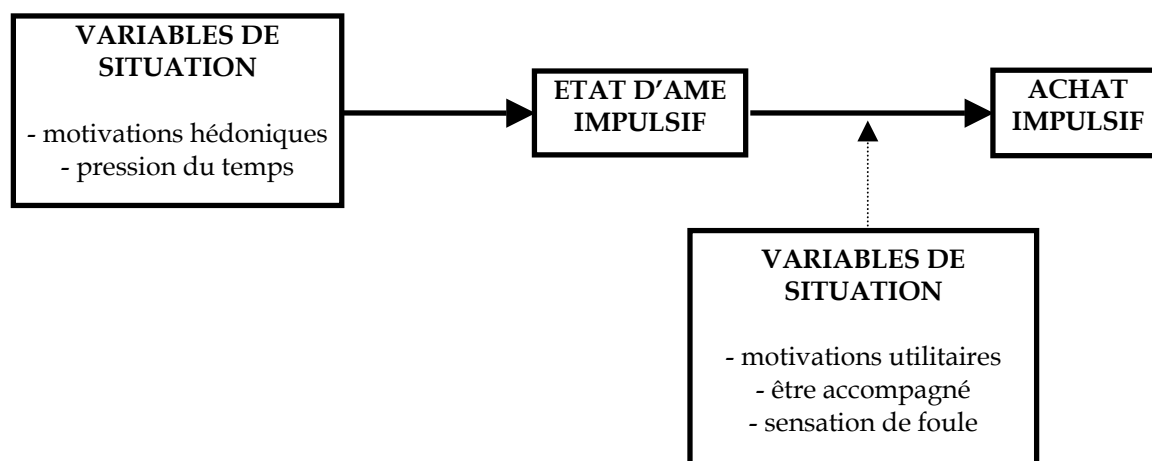 VARIABLES DE
SITUATION
- motivations hédoniques
- pression du temps
ETAT D’AME
IMPULSIF
ACHAT
IMPULSIF
VARIABLES DE
SITUATION
- motivations utilitaires
- être accompagné
- sensation de foule